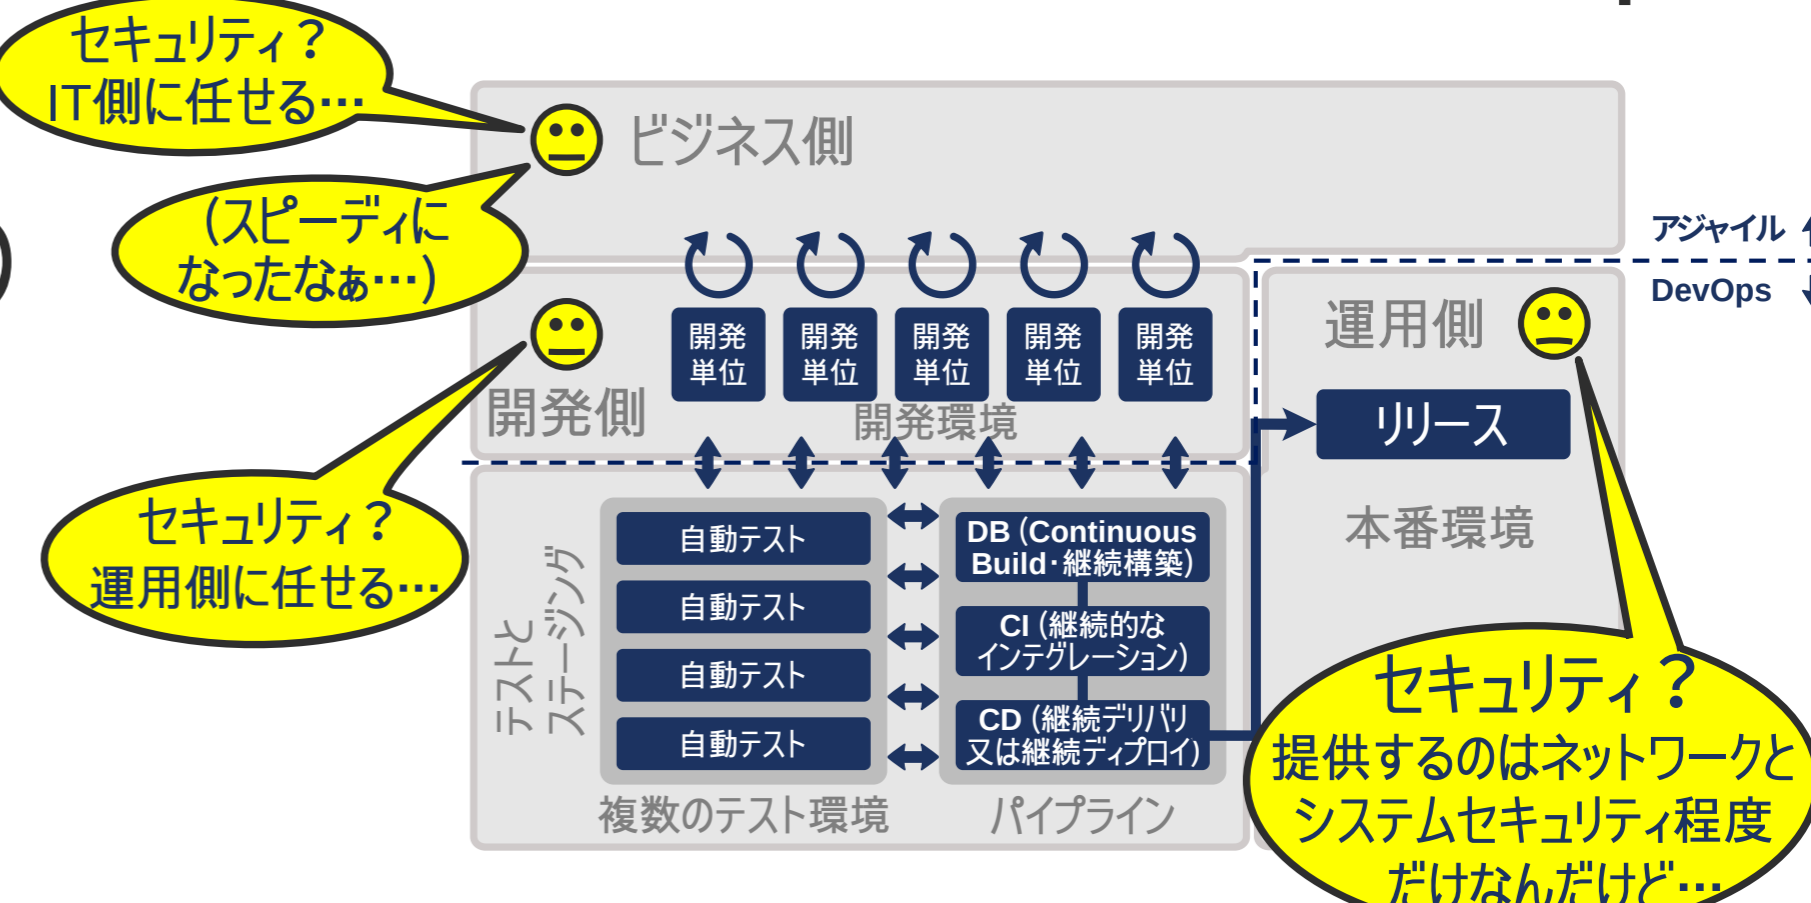 セキュリティ？
IT側に任せる…
ビジネス側
(スピーディに
なったなぁ…)
アジャイル
DevOps
開発
単位
開発
単位
開発
単位
開発
単位
開発
単位
開発側
開発環境
運用側
リリース
本番環境
セキュリティ？
運用側に任せる…
テストと
ステージング
自動テスト
自動テスト
自動テスト
自動テスト
複数のテスト環境
DB (Continuous
Build･継続構築)
CI (継続的な
インテグレーション)
CD (継続デリバリ
又は継続ディプロイ)
パイプライン
セキュリティ？
提供するのはネットワークと
システムセキュリティ程度
だけなんだけど…